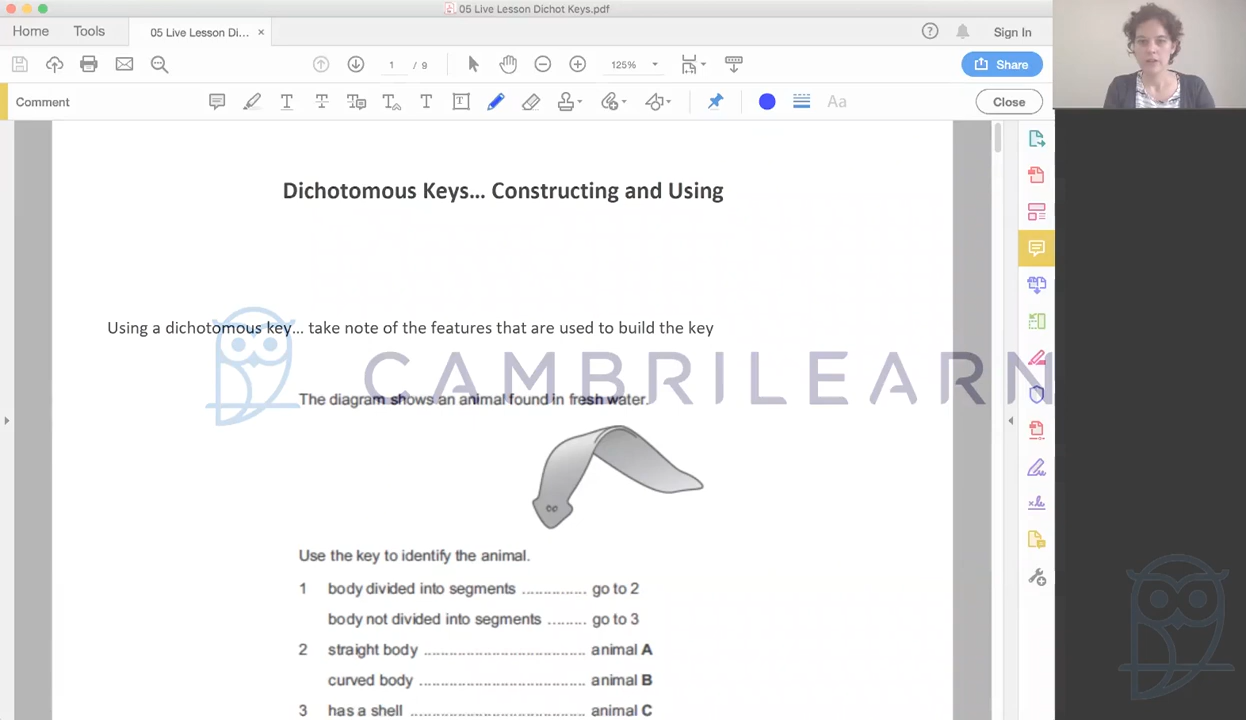 05 Live Lesson Dichot Keys.pdf
Home Tools 05 Live Lesson Di... × Sign In
1 / 9 125% Share
Comment Aa Close
Dichotomous Keys... Constructing and Using
Using a dichotomous key... take note of the features that are used to build the key
CAMBRILEARN
The diagram shows an animal found in fresh water.
Use the key to identify the animal.
1 body divided into segments .............. go to 2
body not divided into segments ........ go to 3
2 straight body ................................... animal A
curved body .................................... animal B
3 has a shell ...................................... animal C